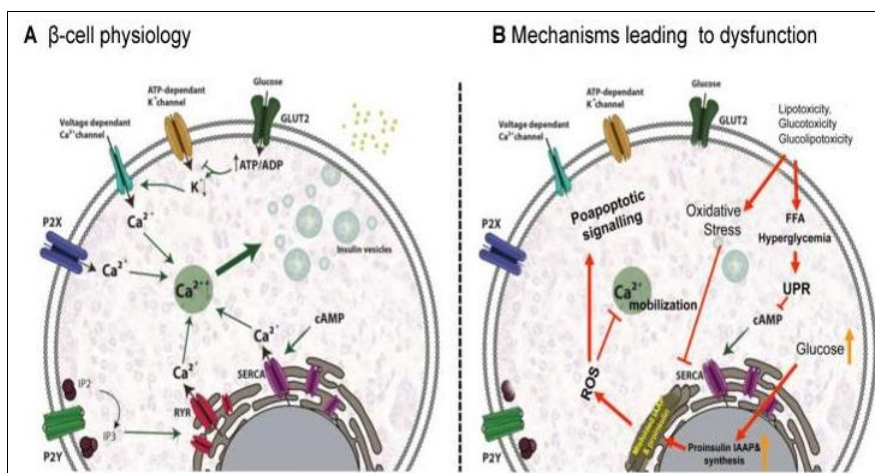 A β-cell physiology
Glucose
ATP-dependant
K⁺channel
GLUT2
Voltage dependant
Ca²⁺channel
↑ATP/ADP
K⁺↓
P2X
Ca²⁺
Ca²⁺
Insulin vesicles
Ca²⁺↑
cAMP
Ca²⁺
Ca²⁺
SERCA
RYR
IP2
IP3
P2Y
B Mechanisms leading to dysfunction
Glucose
ATP-dependant
K⁺channel
GLUT2
Lipotoxicity,
Glucotoxicity
Glucolipotoxicity
Voltage dependant
Ca²⁺channel
Poapoptotic
signalling
Oxidative
Stress
FFA
Hyperglycemia
P2X
UPR
Ca²⁺
mobilization
cAMP
Glucose
ROS
SERCA
Misfolded IAAP
& proinsulin
P2Y
Proinsulin IAAP&
synthesis